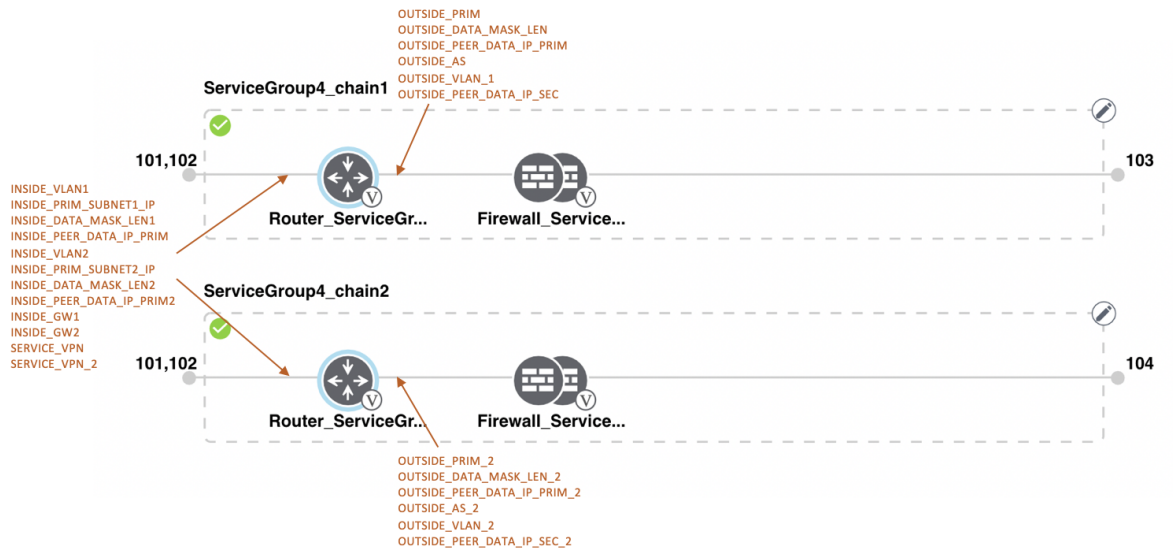 OUTSIDE_PRIM
OUTSIDE_DATA_MASK_LEN
OUTSIDE_PEER_DATA_IP_PRIM
OUTSIDE_AS
OUTSIDE_VLAN_1
OUTSIDE_PEER_DATA_IP_SEC
ServiceGroup4_chain1
101,102
103
V
V
Router_ServiceGr...
Firewall_Service...
INSIDE_VLAN1
INSIDE_PRIM_SUBNET1_IP
INSIDE_DATA_MASK_LEN1
INSIDE_PEER_DATA_IP_PRIM
INSIDE_VLAN2
INSIDE_PRIM_SUBNET2_IP
INSIDE_DATA_MASK_LEN2
INSIDE_PEER_DATA_IP_PRIM2
INSIDE_GW1
INSIDE_GW2
SERVICE_VPN
SERVICE_VPN_2
ServiceGroup4_chain2
101,102
104
V
V
Router_ServiceGr...
Firewall_Service...
OUTSIDE_PRIM_2
OUTSIDE_DATA_MASK_LEN_2
OUTSIDE_PEER_DATA_IP_PRIM_2
OUTSIDE_AS_2
OUTSIDE_VLAN_2
OUTSIDE_PEER_DATA_IP_SEC_2